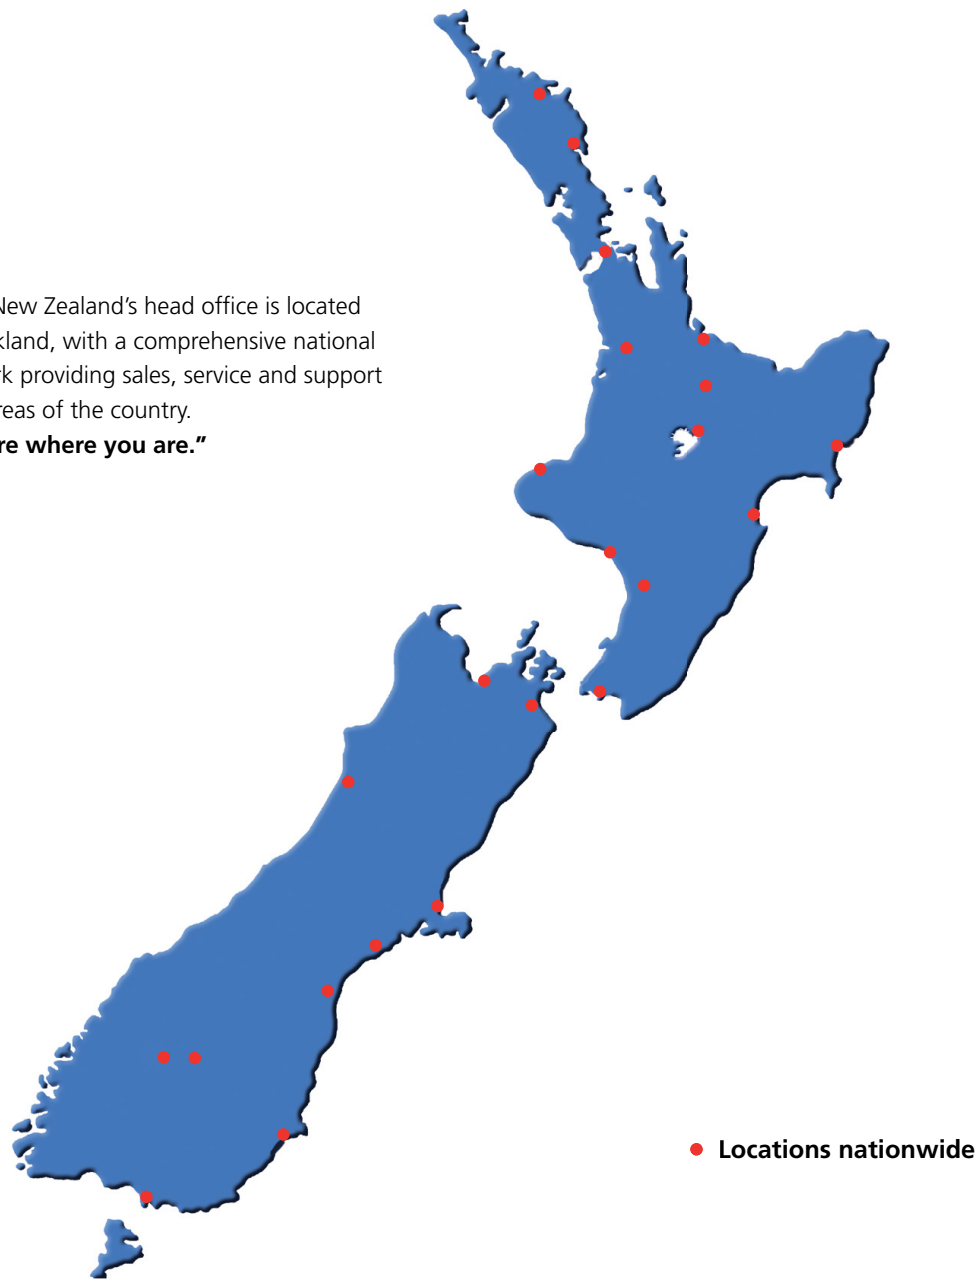 New Zealand’s head office is located
kland, with a comprehensive national
rk providing sales, service and support
reas of the country.
re where you are.”
Locations nationwide